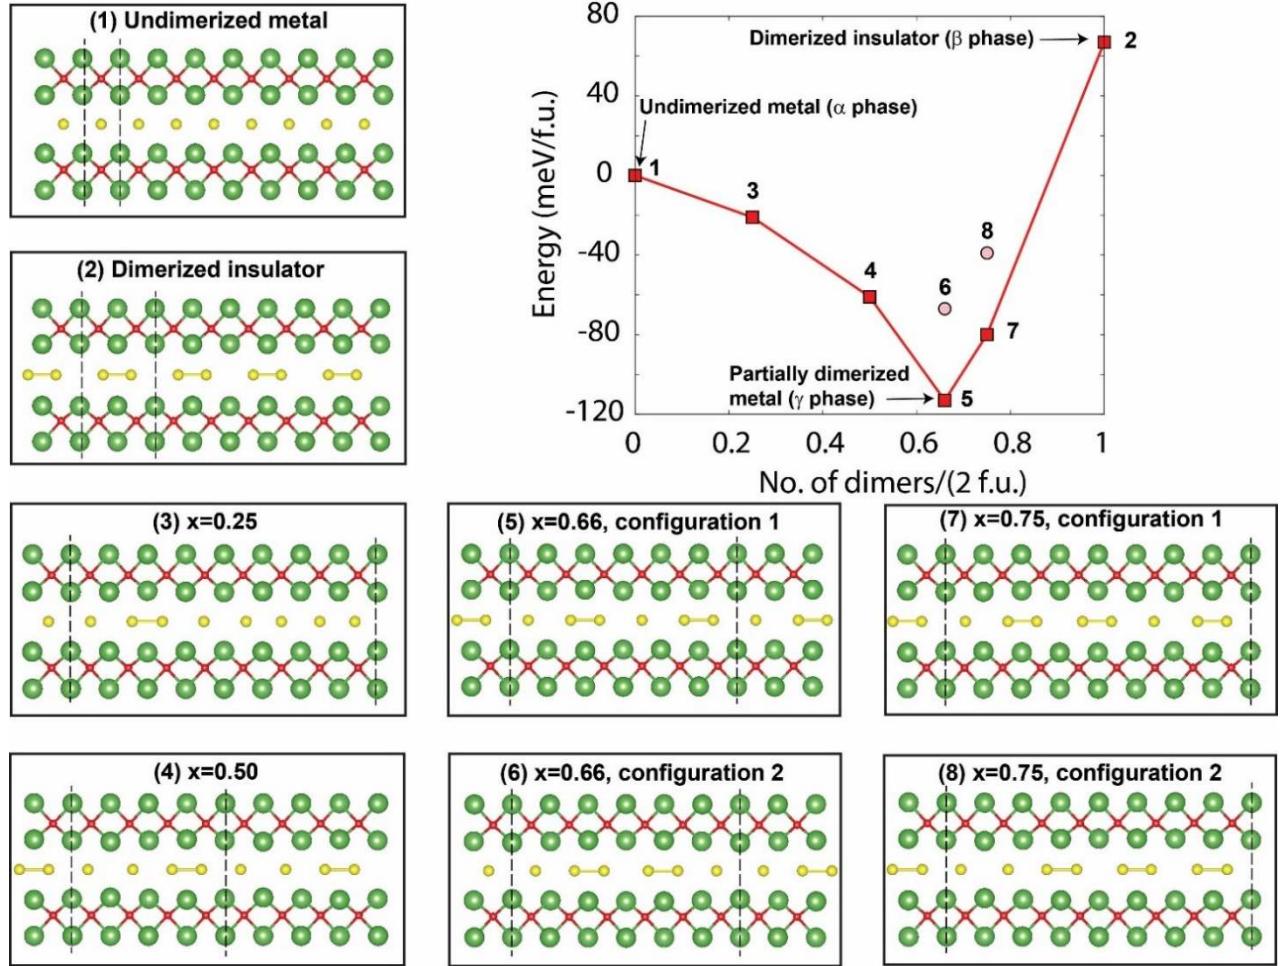 (1) Undimerized metal
(2) Dimerized insulator
80
40
0
-40
-80
-120
Energy (meV/f.u.)
0
0.2
0.4
0.6
0.8
1
No. of dimers/(2 f.u.)
Dimerized insulator (β phase)
2
Undimerized metal (α phase)
1
3
4
8
6
7
Partially dimerized
metal (γ phase)
5
(3) x=0.25
(5) x=0.66, configuration 1
(7) x=0.75, configuration 1
(4) x=0.50
(6) x=0.66, configuration 2
(8) x=0.75, configuration 2